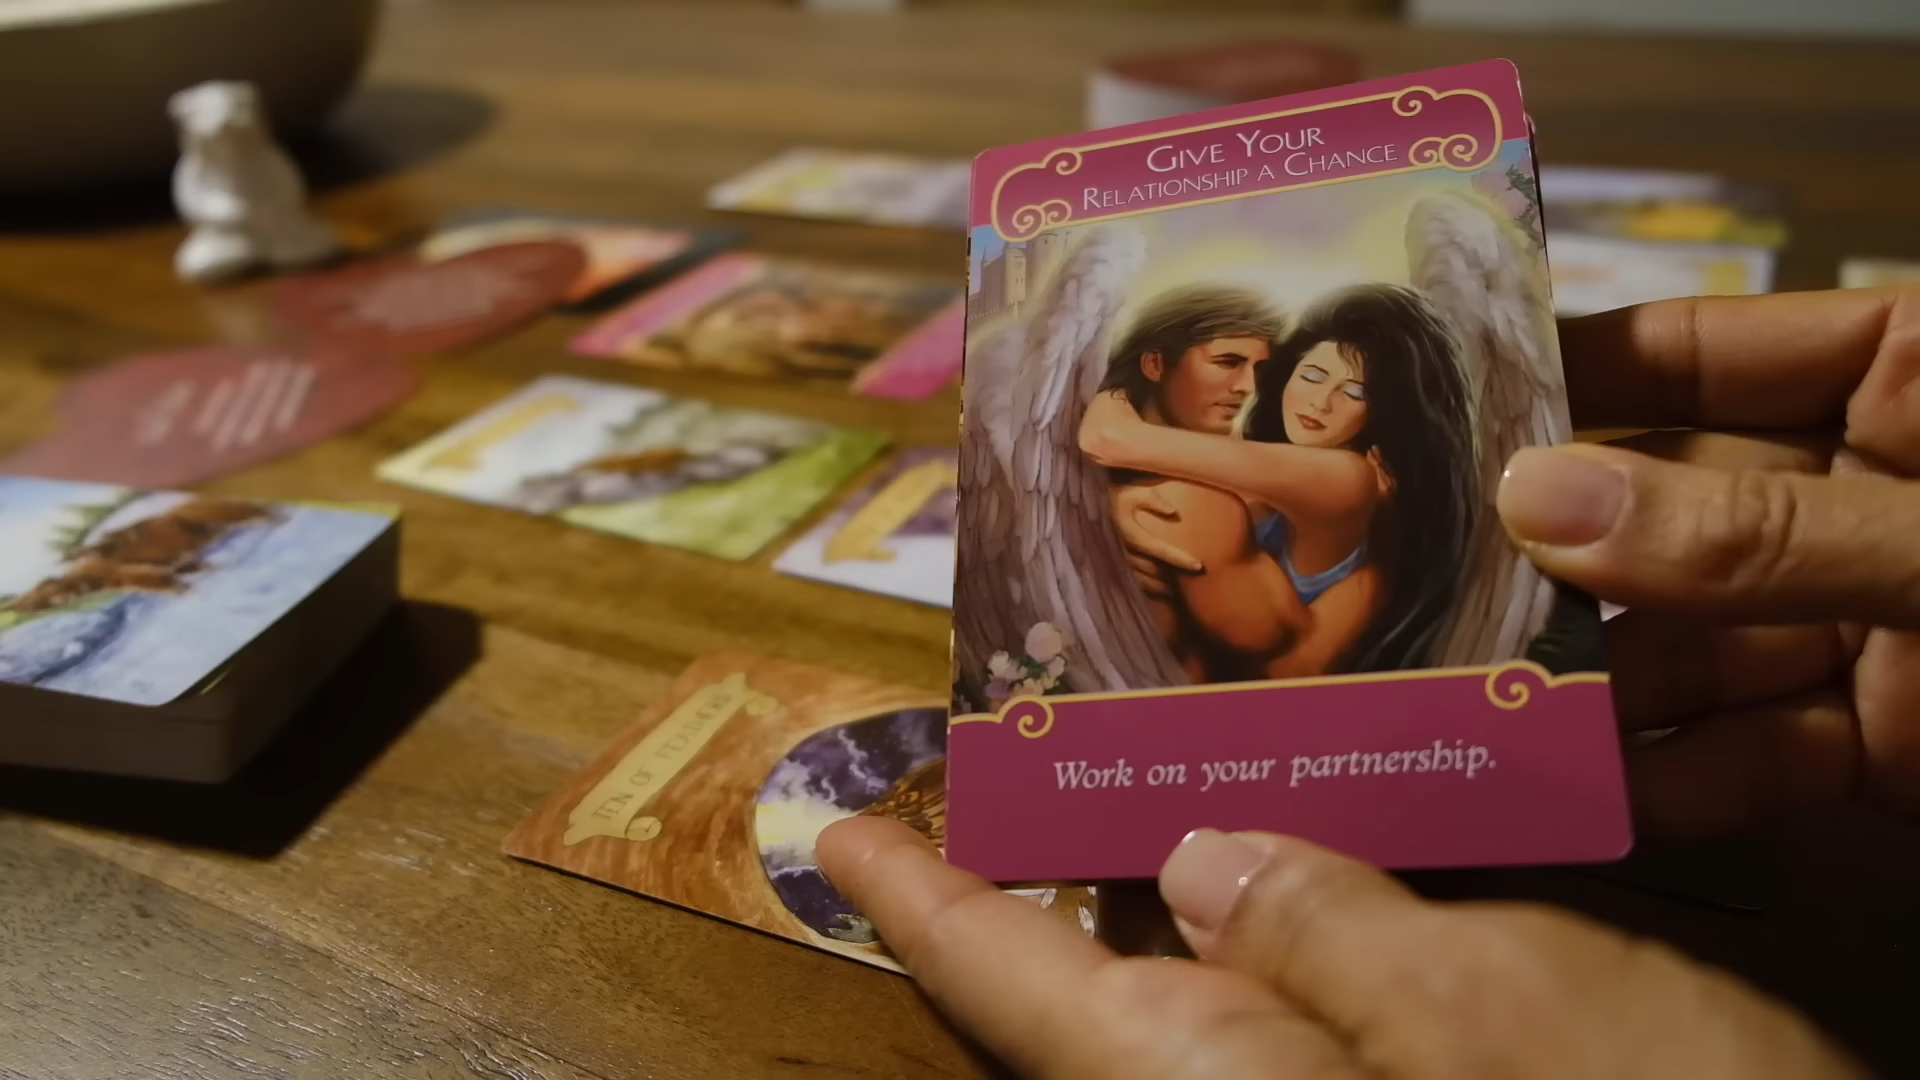 GIVE YOUR
RELATIONSHIP A CHANCE
Work on your partnership.
TEN OF FEATHERS